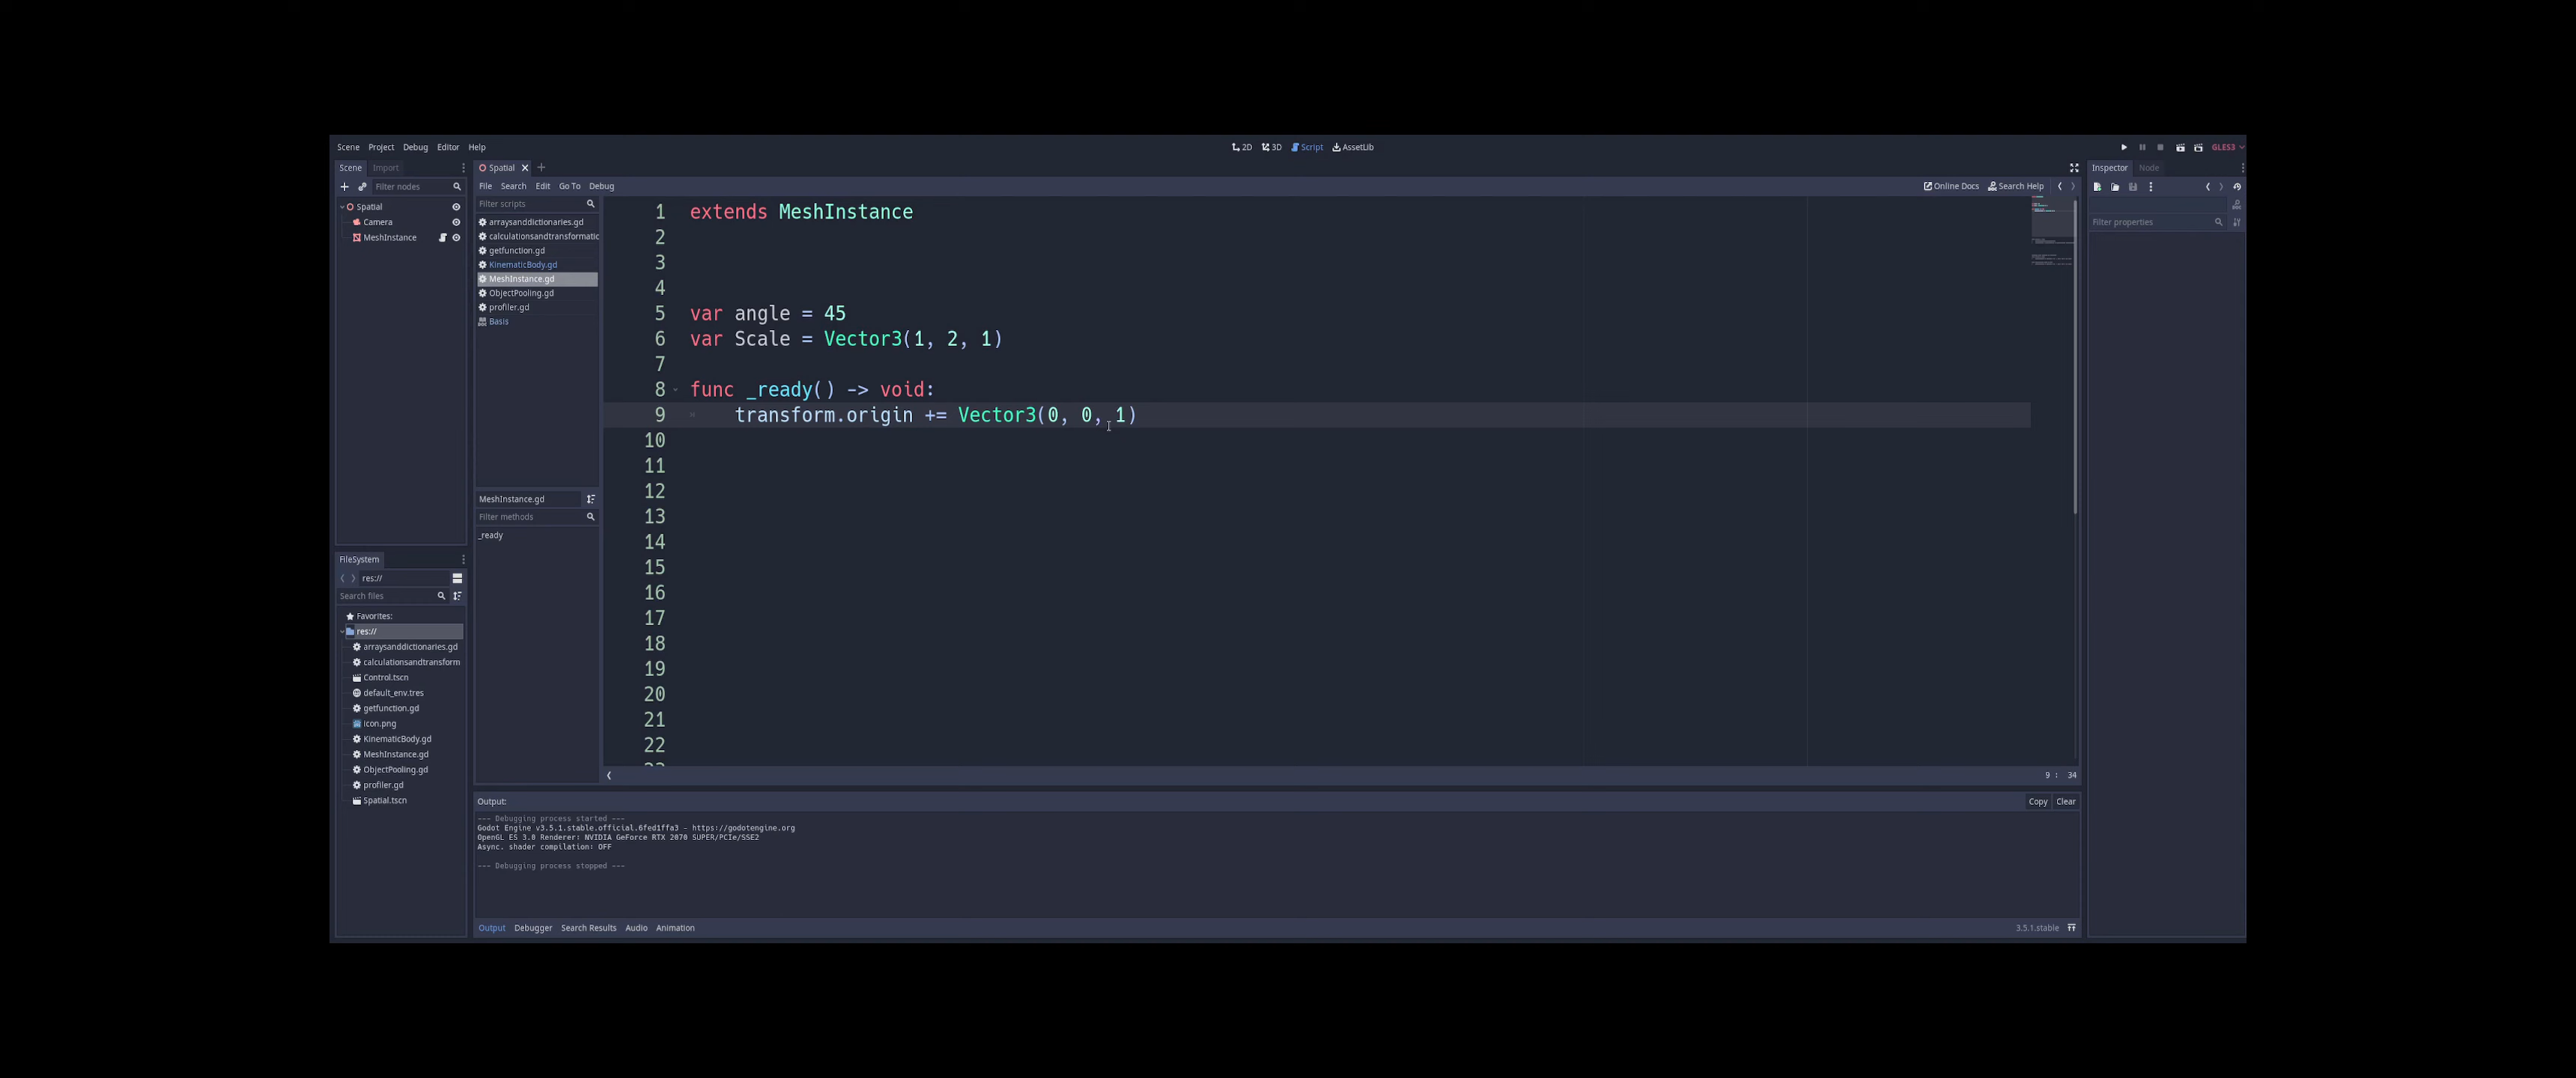 Scene Project Debug Editor Help
2D 3D Script AssetLib
GLES3
Scene Import
Filter nodes
Spatial
Camera
MeshInstance
Spatial
File Search Edit Go To Debug
Online Docs Search Help
Filter scripts
arraysanddictionaries.gd
calculationsandtransformatic
getfunction.gd
KinematicBody.gd
MeshInstance.gd
ObjectPooling.gd
profiler.gd
Basis
MeshInstance.gd
Filter methods
_ready
1 extends MeshInstance
2
3
4
5 var angle = 45
6 var Scale = Vector3(1, 2, 1)
7
8 func _ready() -> void:
9 transform.origin += Vector3(0, 0, 1)
10
11
12
13
14
15
16
17
18
19
20
21
22
23
9 : 34
FileSystem
res://
Search files
Favorites:
res://
arraysanddictionaries.gd
calculationsandtransform
Control.tscn
default_env.tres
getfunction.gd
icon.png
KinematicBody.gd
MeshInstance.gd
ObjectPooling.gd
profiler.gd
Spatial.tscn
Output:
Copy Clear
--- Debugging process started ---
Godot Engine v3.5.1.stable.official.6fed1ffa3 - https://godotengine.org
OpenGL ES 3.0 Renderer: NVIDIA GeForce RTX 2070 SUPER/PCIe/SSE2
Async. shader compilation: OFF
--- Debugging process stopped ---
Output Debugger Search Results Audio Animation
3.5.1.stable
Inspector Node
Filter properties